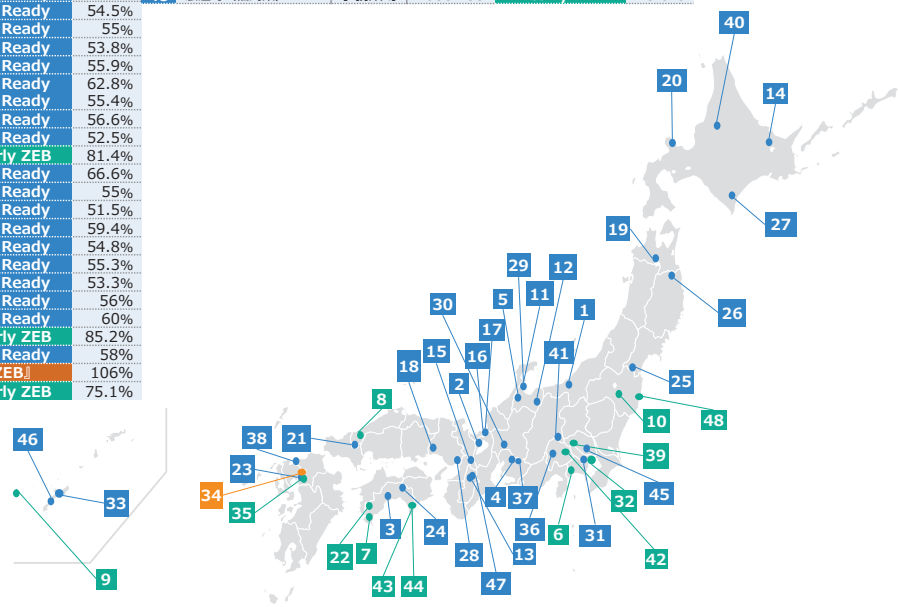 Ready 54.5%
Ready 55%
Ready 53.8%
Ready 55.9%
Ready 62.8%
Ready 55.4%
Ready 56.6%
Ready 52.5%
rly ZEB 81.4%
Ready 66.6%
Ready 55%
Ready 51.5%
Ready 59.4%
Ready 54.8%
Ready 55.3%
Ready 53.3%
Ready 56%
Ready 60%
rly ZEB 85.2%
Ready 58%
ZEB』 106%
rly ZEB 75.1%
40
20
14
27
19
29
12
26
30
5
11
1
17
15
16
41
18
2
25
8
10
48
46
38
21
39
23
34
33
4
37
45
35
32
3
24
36
6
31
22
7
28
13
42
9
43
44
47